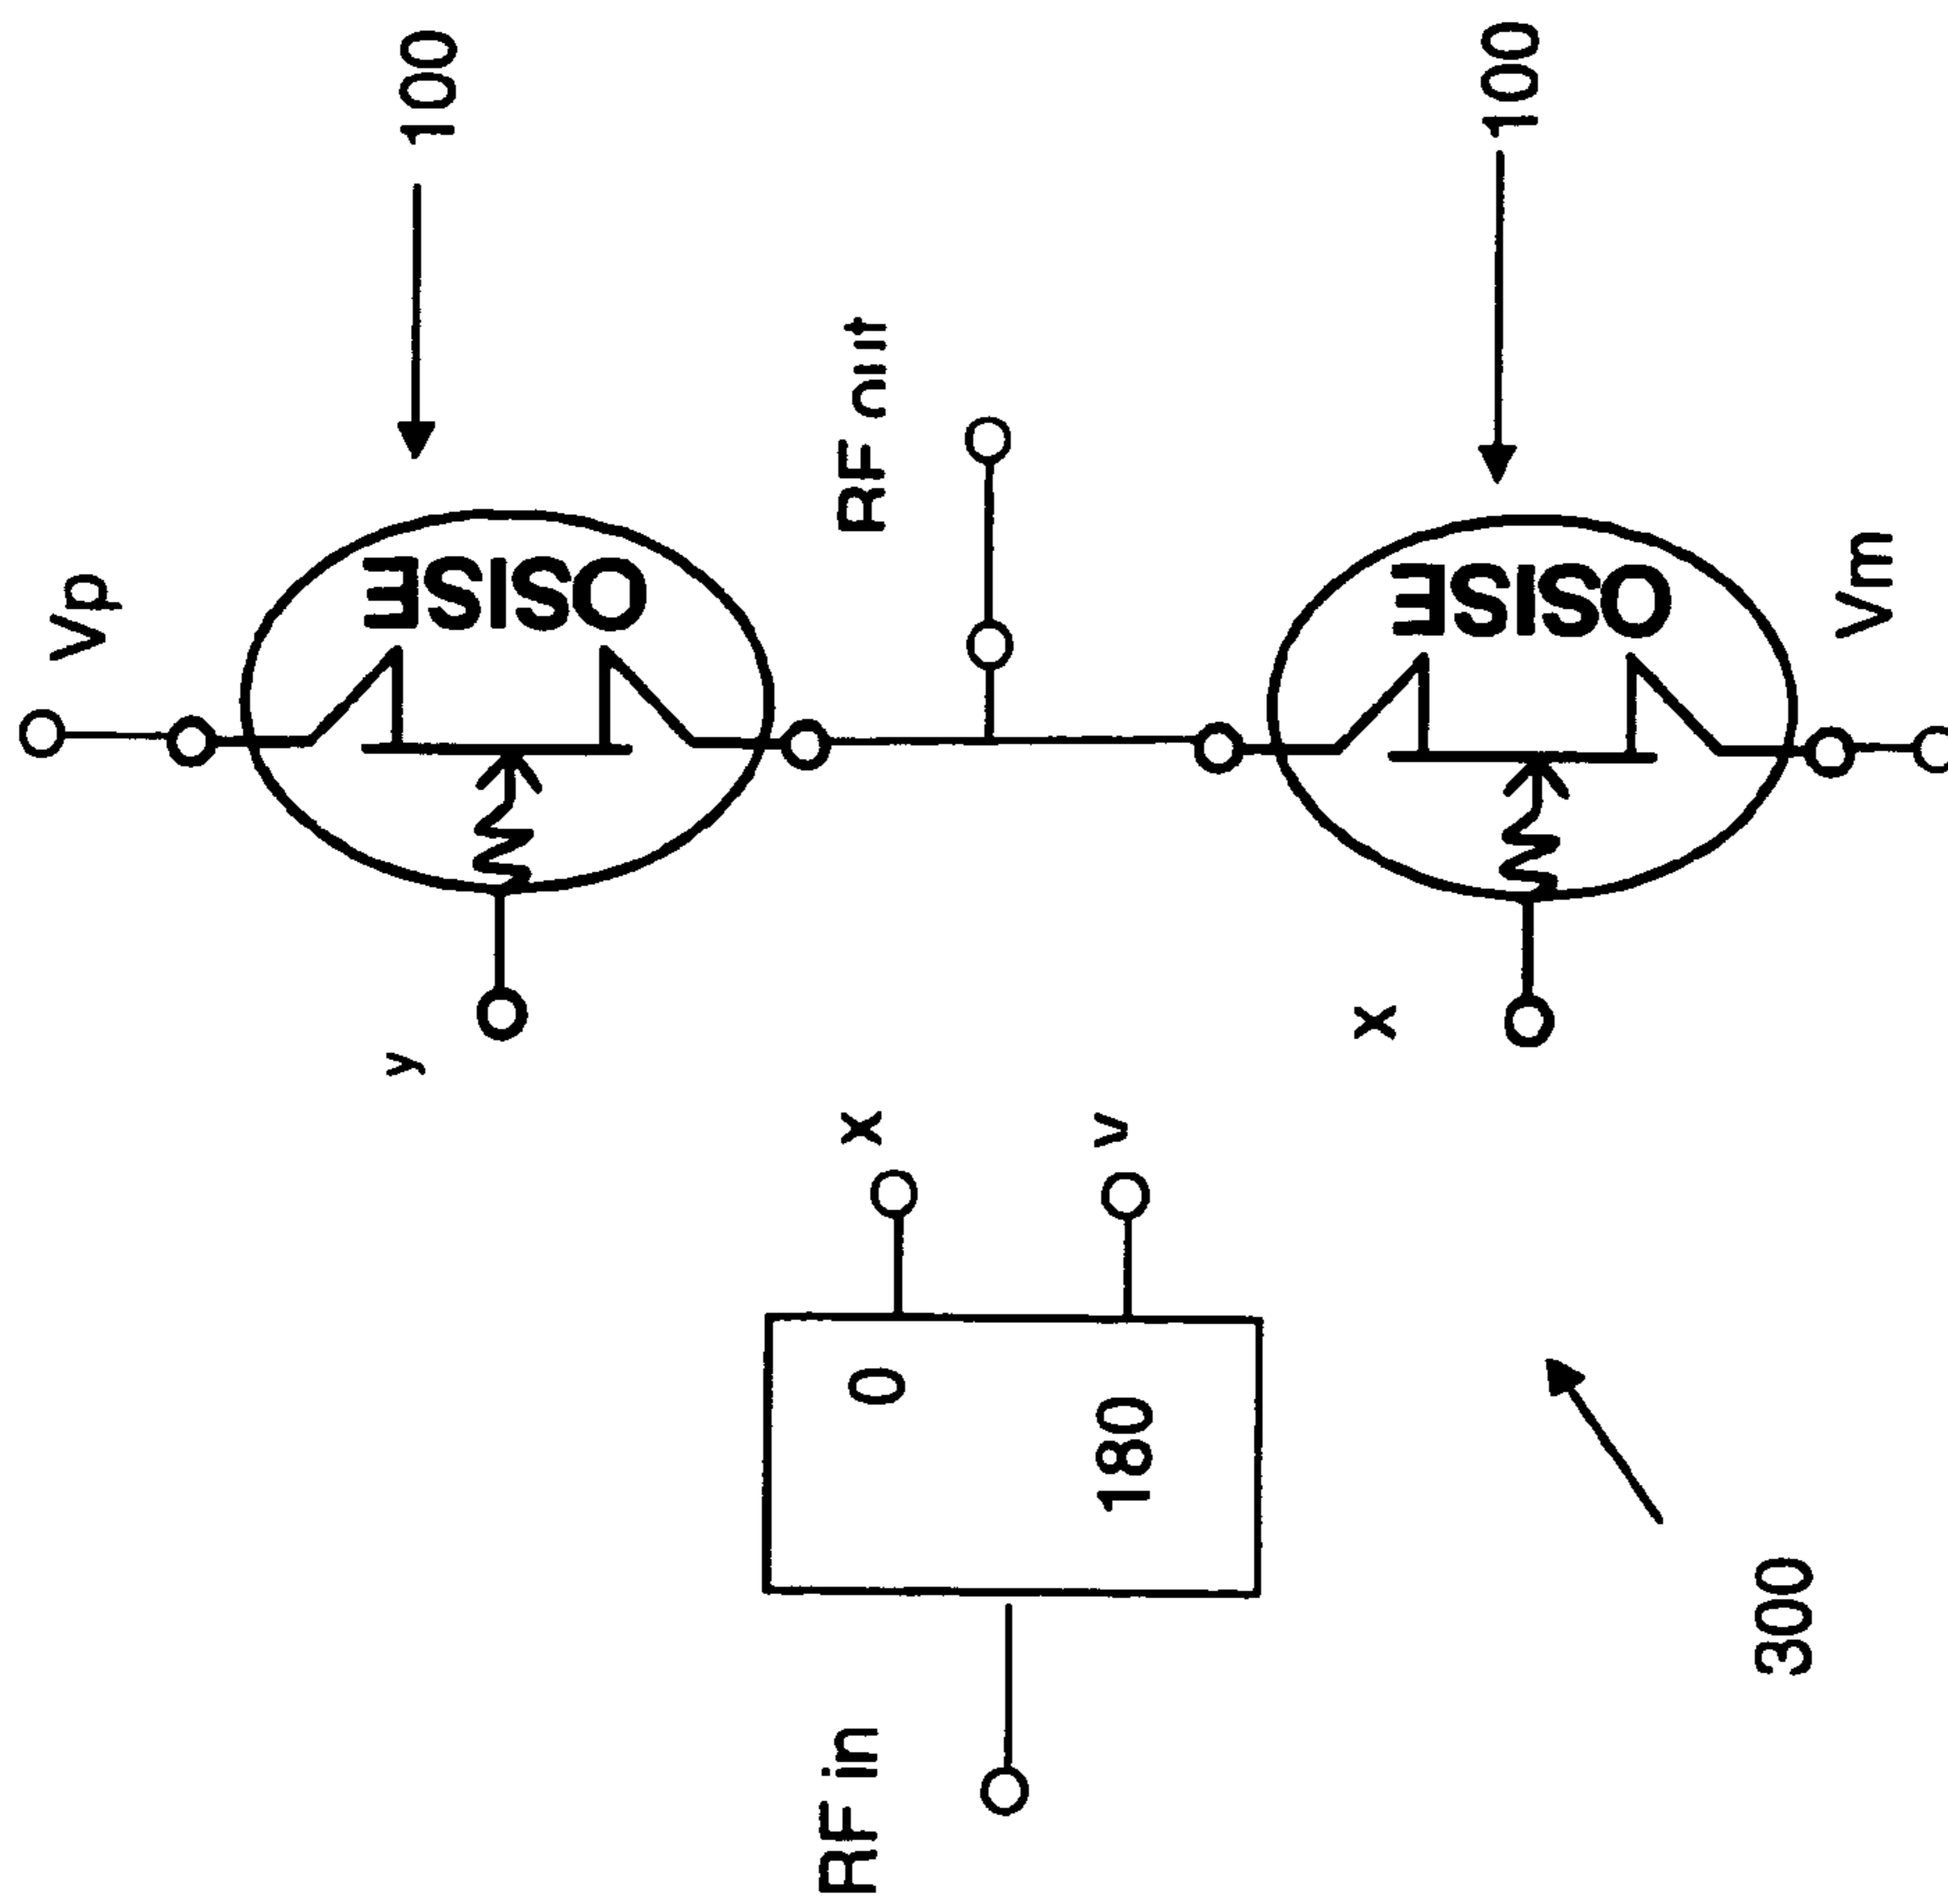 Vp
100
OSISE
y
RF out
x
v
0
180
RF in
100
OSISE
x
Vm
300